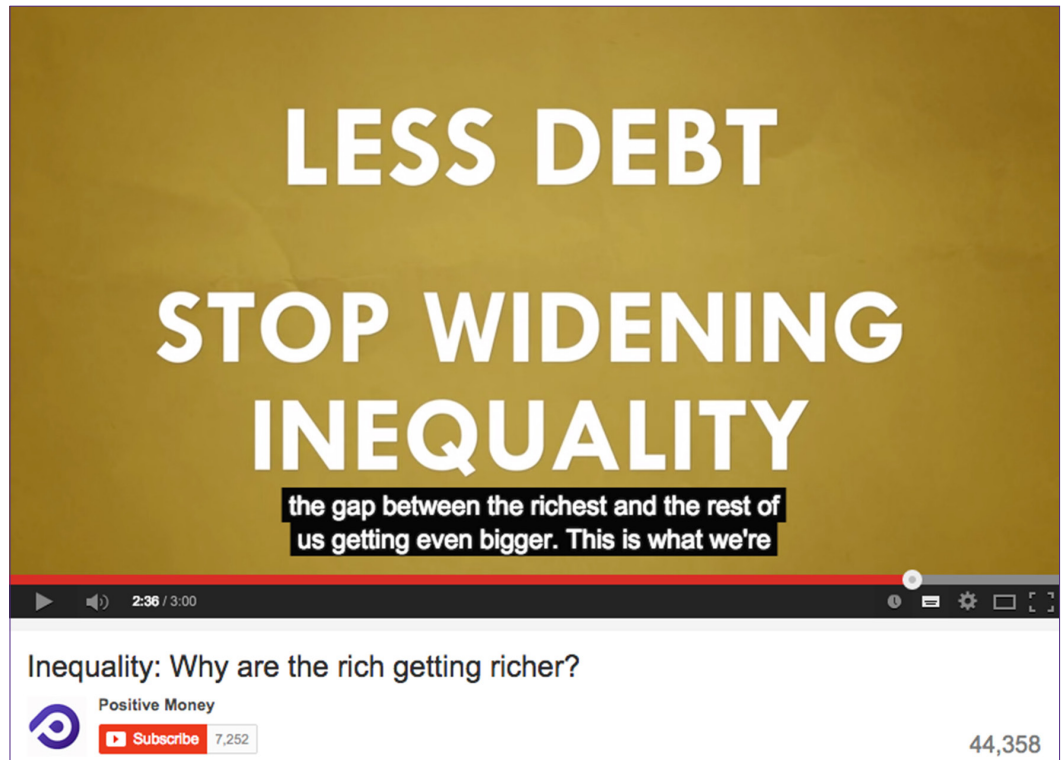 LESS DEBT
STOP WIDENING
INEQUALITY
the gap between the richest and the rest of
us getting even bigger. This is what we're
2:36 / 3:00
Inequality: Why are the rich getting richer?
Positive Money
Subscribe 7,252
44,358